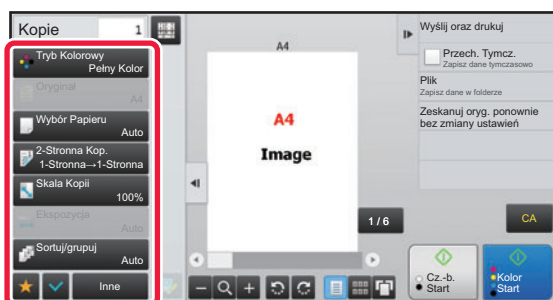 Kopie 1
Tryb Kolorowy
Pełny Kolor
Oryginał
A4
Wybór Papieru
Auto
2-Stronna Kop.
1-Stronna→1-Stronna
Skala Kopii
100%
Ekspozycja
Auto
Sortuj/grupuj
Auto
Inne
A4
A4
Image
1 / 6
Wyślij oraz drukuj
Przech. Tymcz.
Zapisz dane tymczasowo
Plik
Zapisz dane w folderze
Zeskanuj oryg. ponownie
bez zmiany ustawień
CA
Cz.-b.
Start
Kolor
Start